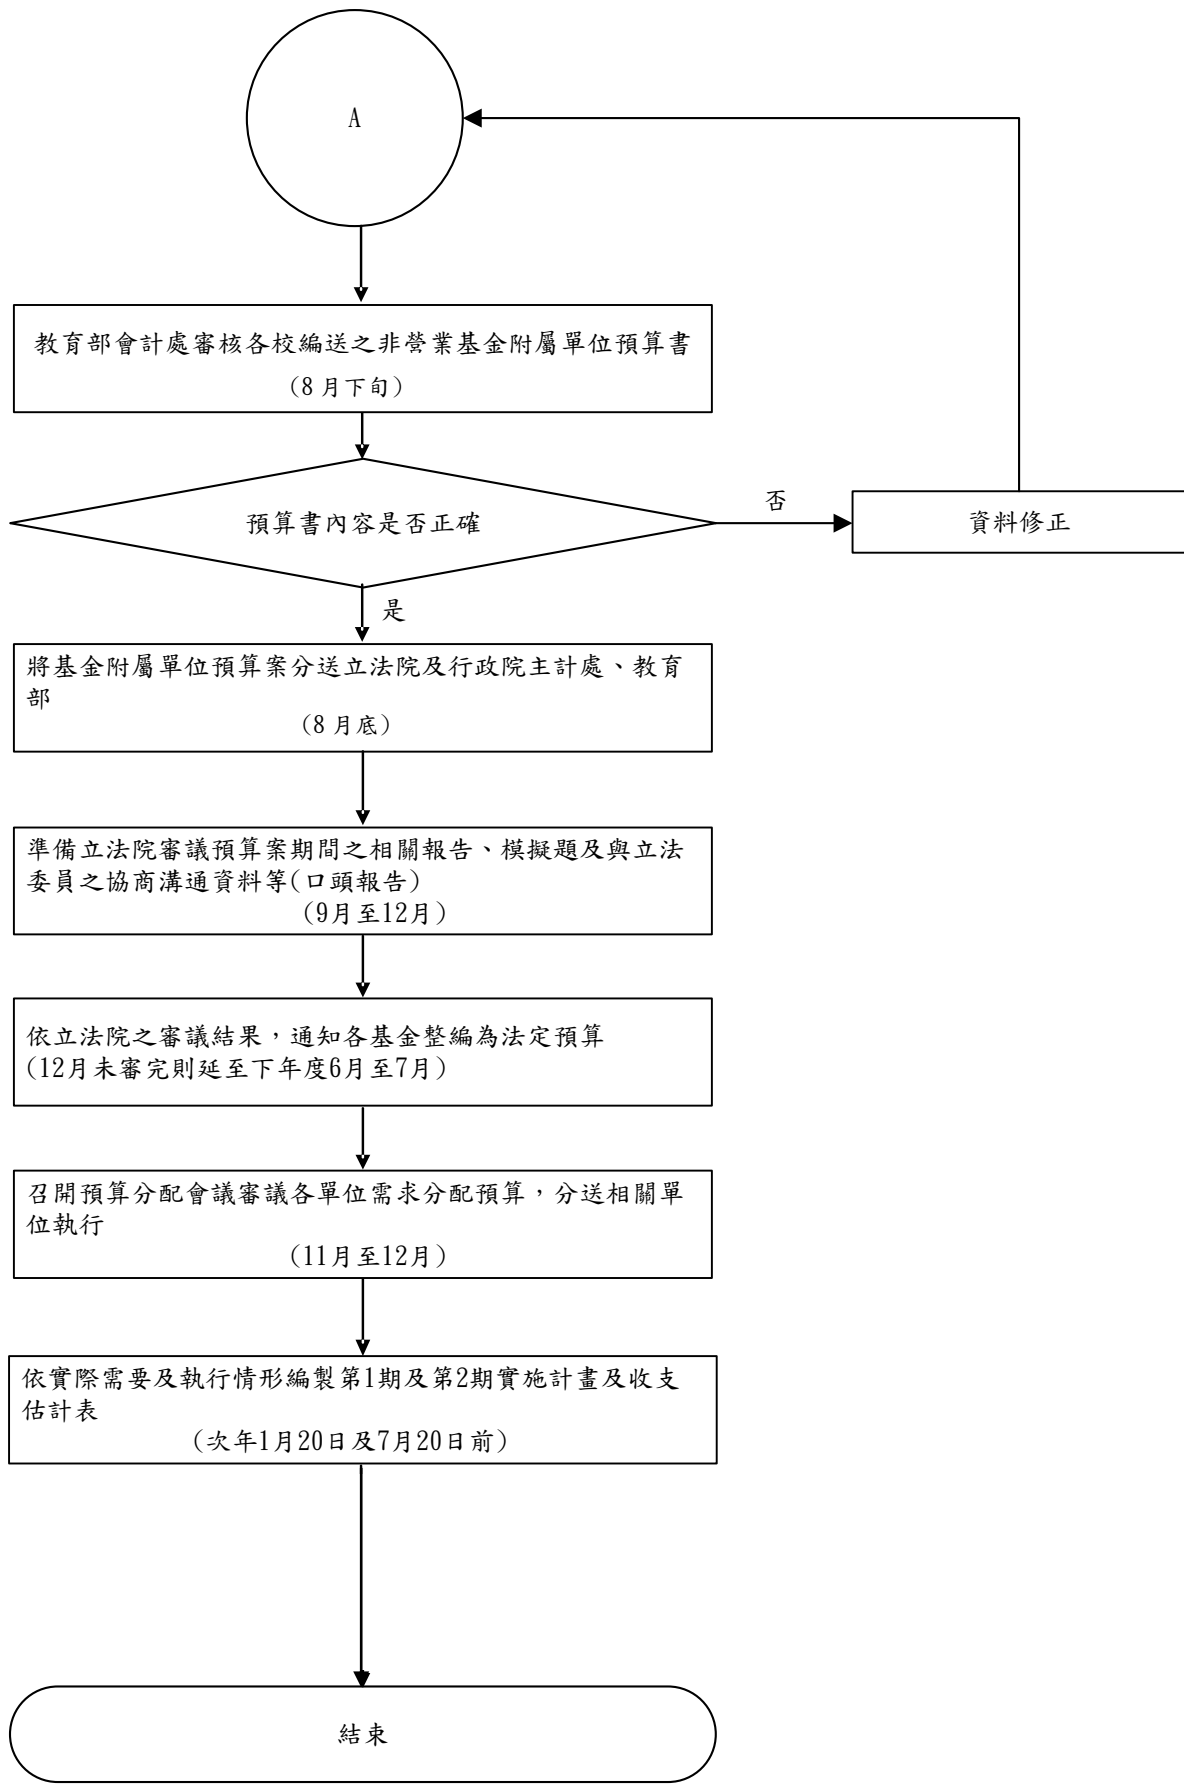 A
教育部會計處審核各校編送之非營業基金附屬單位預算書
(8月下旬)
預算書內容是否正確
否
資料修正
是
將基金附屬單位預算案分送立法院及行政院主計處、教育
部
(8月底)
準備立法院審議預算案期間之相關報告、模擬題及與立法
委員之協商溝通資料等(口頭報告)
(9月至12月)
依立法院之審議結果，通知各基金整編為法定預算
(12月未審完則延至下年度6月至7月)
召開預算分配會議審議各單位需求分配預算，分送相關單
位執行
(11月至12月)
依實際需要及執行情形編製第1期及第2期實施計畫及收支
估計表
(次年1月20日及7月20日前)
結束